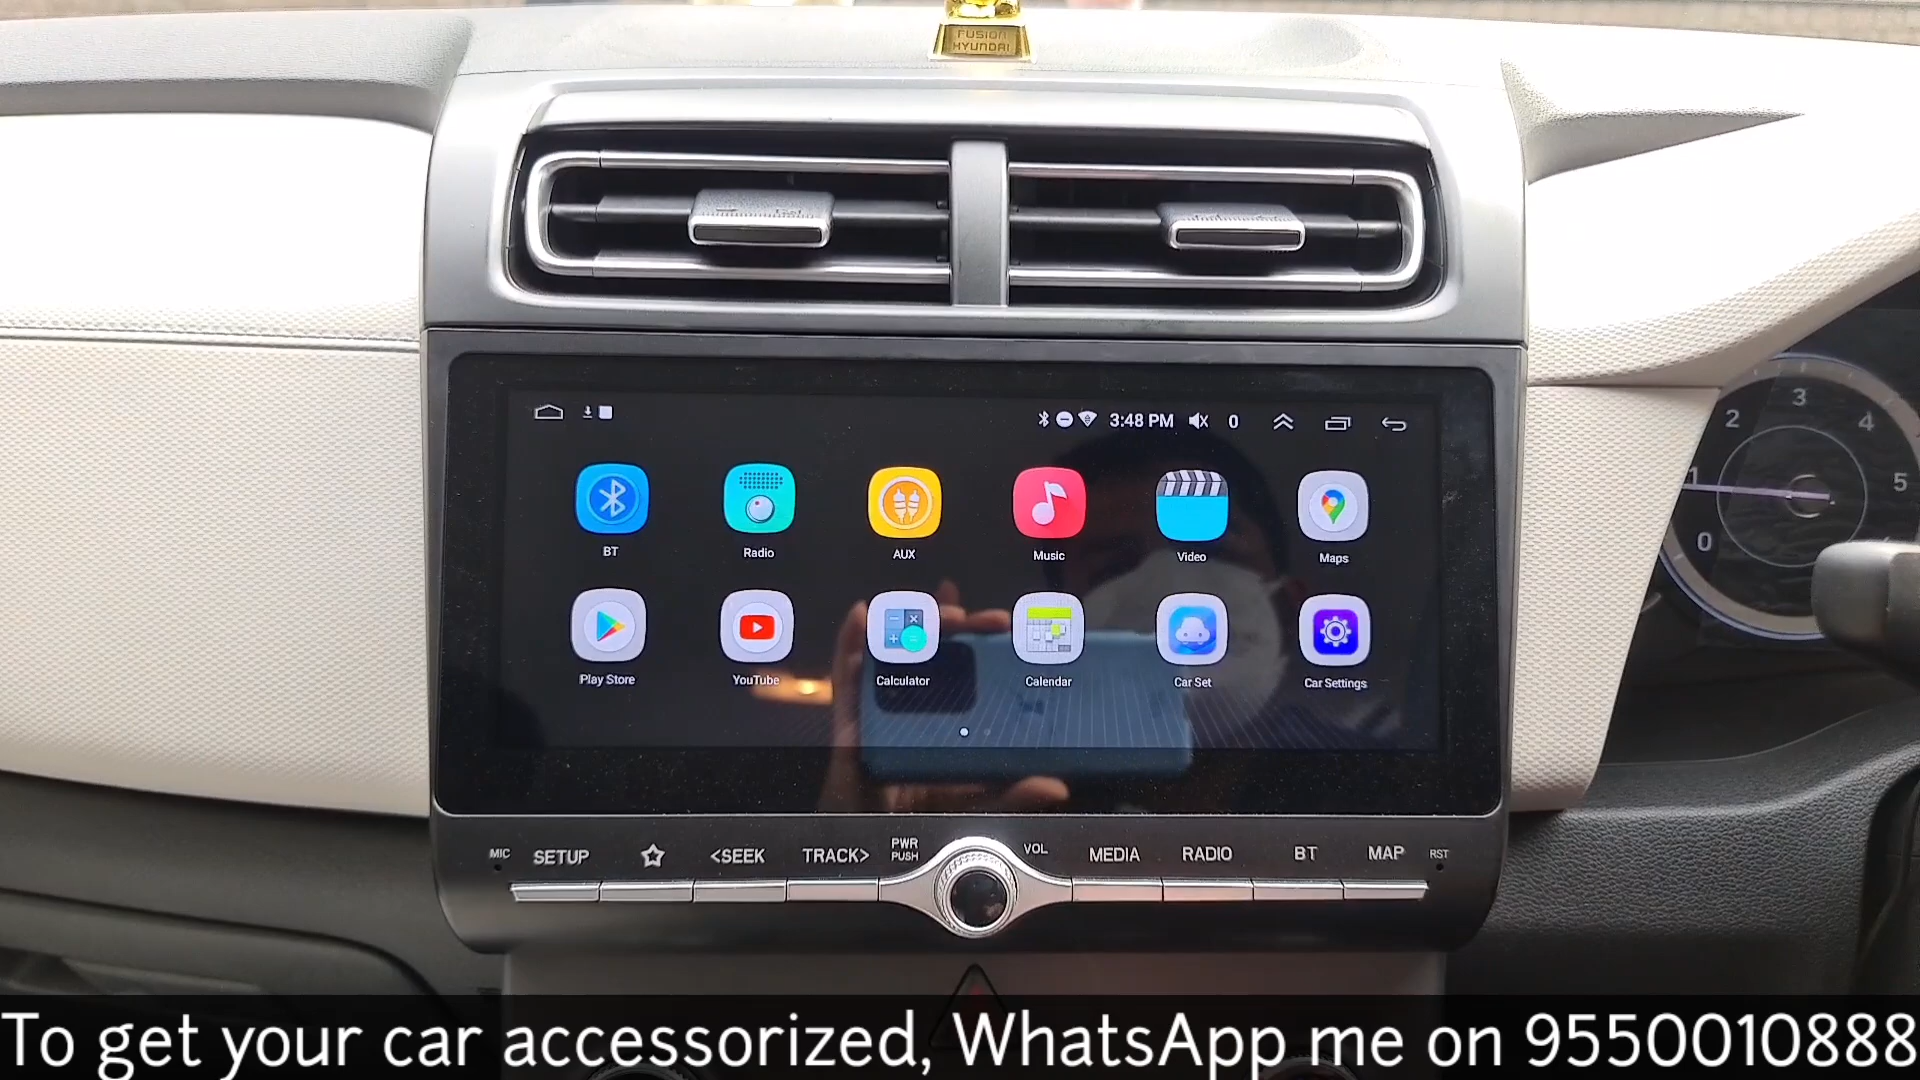 FUSION
HYUNDAI
3:48 PM 0
BT Radio AUX Music Video Maps
Play Store YouTube Calculator Calendar Car Set Car Settings
MIC SETUP <SEEK TRACK> PWR PUSH VOL MEDIA RADIO BT MAP RST
0 1 2 3 4 5
To get your car accessorized, WhatsApp me on 9550010888